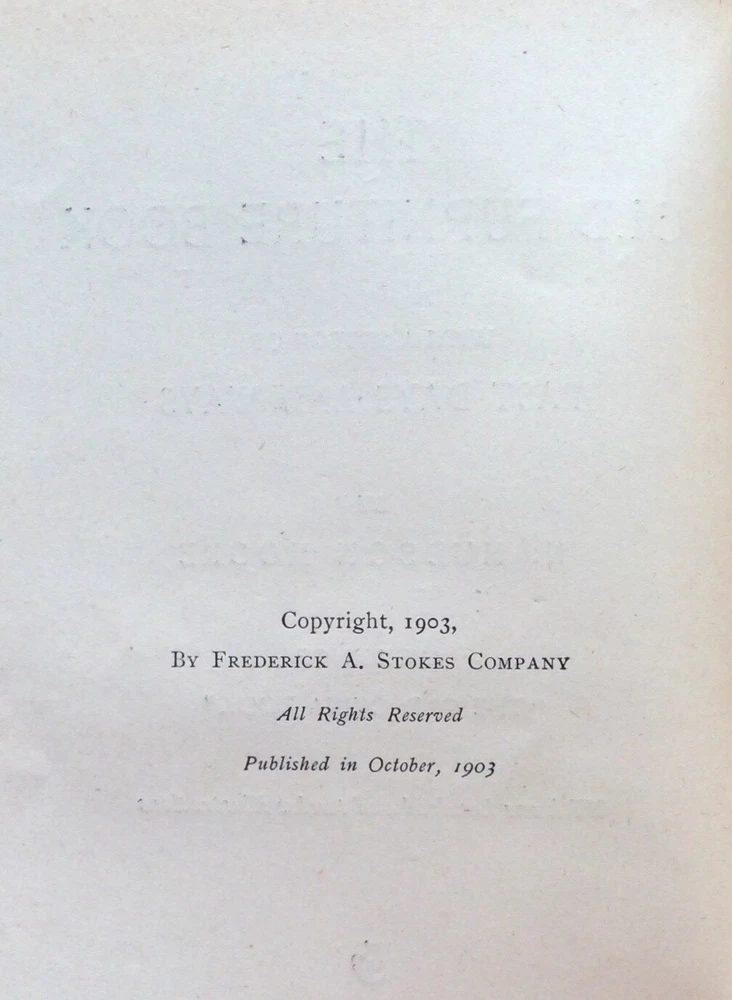 Copyright, 1903,
By Frederick A. Stokes Company
All Rights Reserved
Published in October, 1903